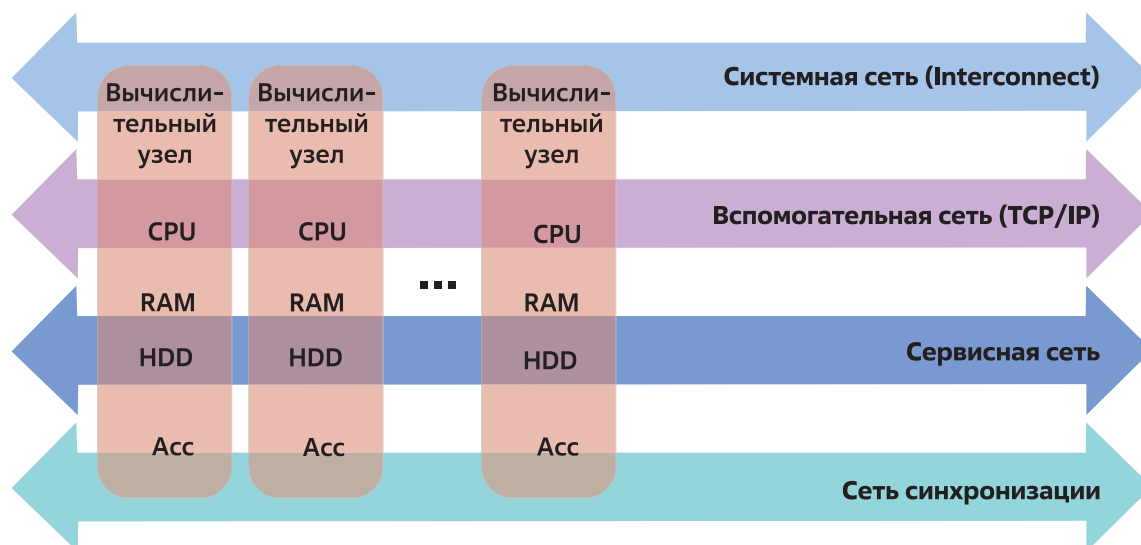 Системная сеть (Interconnect)
Вычисли-
тельный
узел
Вычисли-
тельный
узел
Вычисли-
тельный
узел
Вспомогательная сеть (TCP/IP)
CPU
CPU
CPU
...
RAM
RAM
RAM
HDD
HDD
HDD
Сервисная сеть
Acc
Acc
Acc
Сеть синхронизации